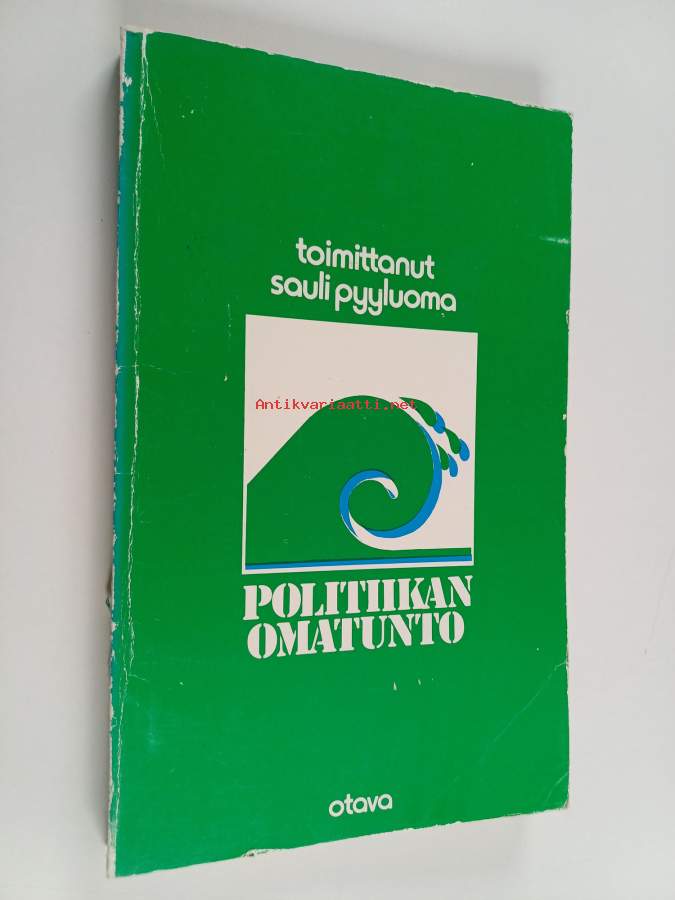 toimittanut
sauli pyyluoma
Antikvariaatti.net
POLITIIKAN
OMATUNTO
otava